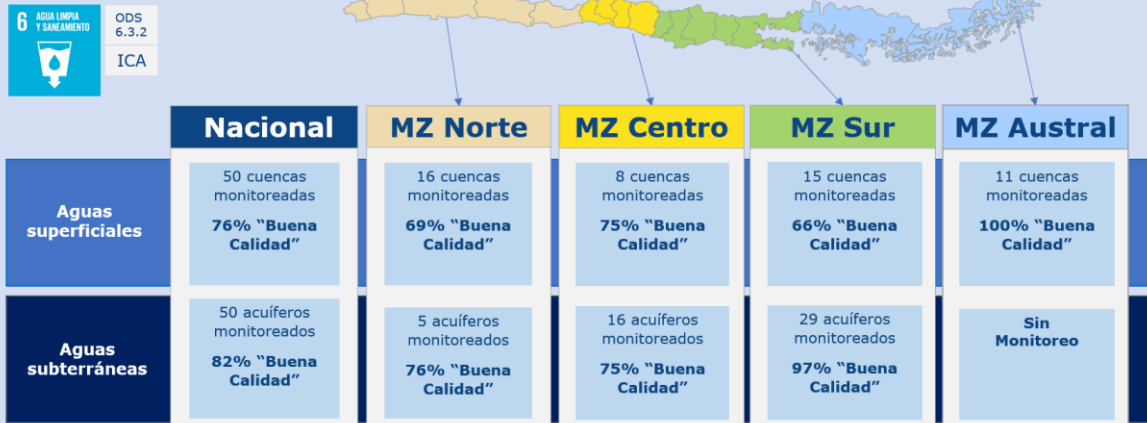 6 AGUA LIMPIA
Y SANEAMIENTO
ODS
6.3.2
ICA
Nacional
MZ Norte
MZ Centro
MZ Sur
MZ Austral
Aguas
superficiales
50 cuencas
monitoreadas
76% “Buena
Calidad”
16 cuencas
monitoreadas
69% “Buena
Calidad”
8 cuencas
monitoreadas
75% “Buena
Calidad”
15 cuencas
monitoreadas
66% “Buena
Calidad”
11 cuencas
monitoreadas
100% “Buena
Calidad”
Aguas
subterráneas
50 acuíferos
monitoreados
82% “Buena
Calidad”
5 acuíferos
monitoreados
76% “Buena
Calidad”
16 acuíferos
monitoreados
75% “Buena
Calidad”
29 acuíferos
monitoreados
97% “Buena
Calidad”
Sin
Monitoreo